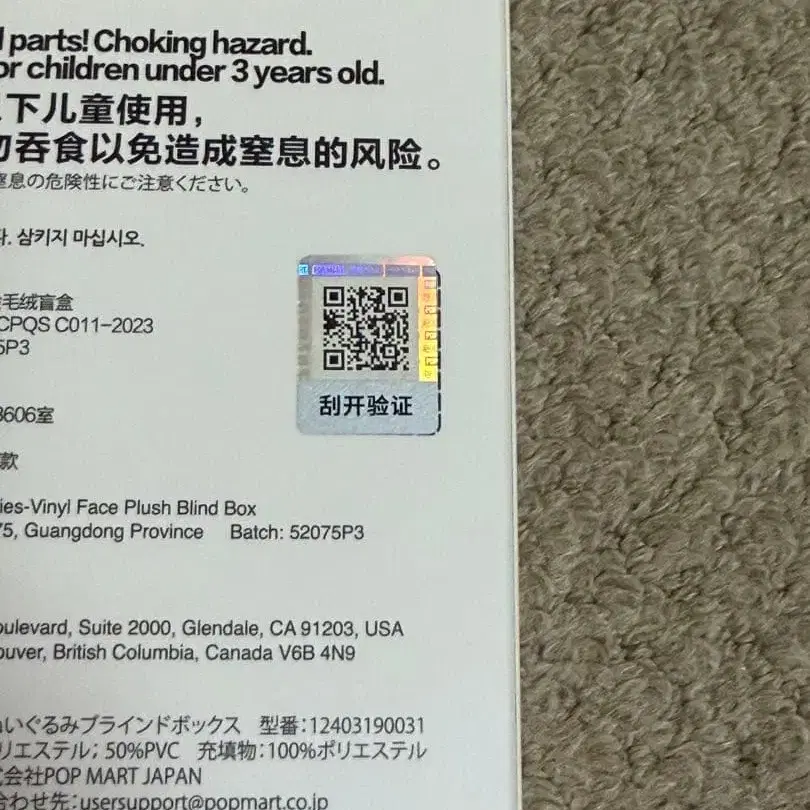 parts! Choking hazard.
or children under 3 years old.
下儿童使用，
勿吞食以免造成窒息的风险。
窒息の危険性にご注意ください。
다. 삼키지 마십시오.
毛绒盲盒
CPQS C011-2023
5P3
POP MART
刮开验证
3606室
款
ies-Vinyl Face Plush Blind Box
75, Guangdong Province Batch: 52075P3
oulevard, Suite 2000, Glendale, CA 91203, USA
ouver, British Columbia, Canada V6B 4N9
ぬいぐるみブラインドボックス 型番：12403190031
リエステル；50%PVC 充填物：100%ポリエステル
式会社POP MART JAPAN
合わせ先：usersupport@popmart.co.jp